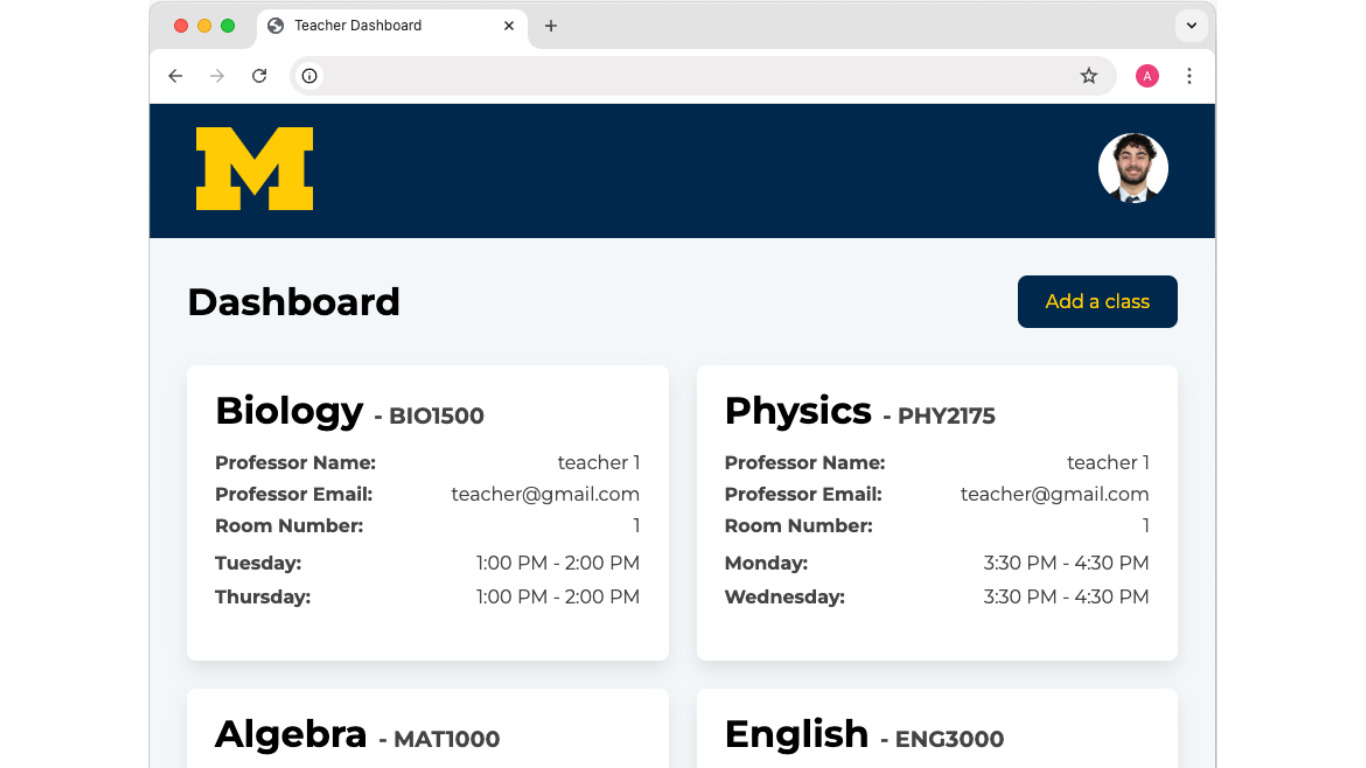 Teacher Dashboard
A
M
Dashboard
Add a class
Biology - BIO1500
Professor Name: teacher 1
Professor Email: teacher@gmail.com
Room Number: 1
Tuesday: 1:00 PM - 2:00 PM
Thursday: 1:00 PM - 2:00 PM
Physics - PHY2175
Professor Name: teacher 1
Professor Email: teacher@gmail.com
Room Number: 1
Monday: 3:30 PM - 4:30 PM
Wednesday: 3:30 PM - 4:30 PM
Algebra - MAT1000
English - ENG3000